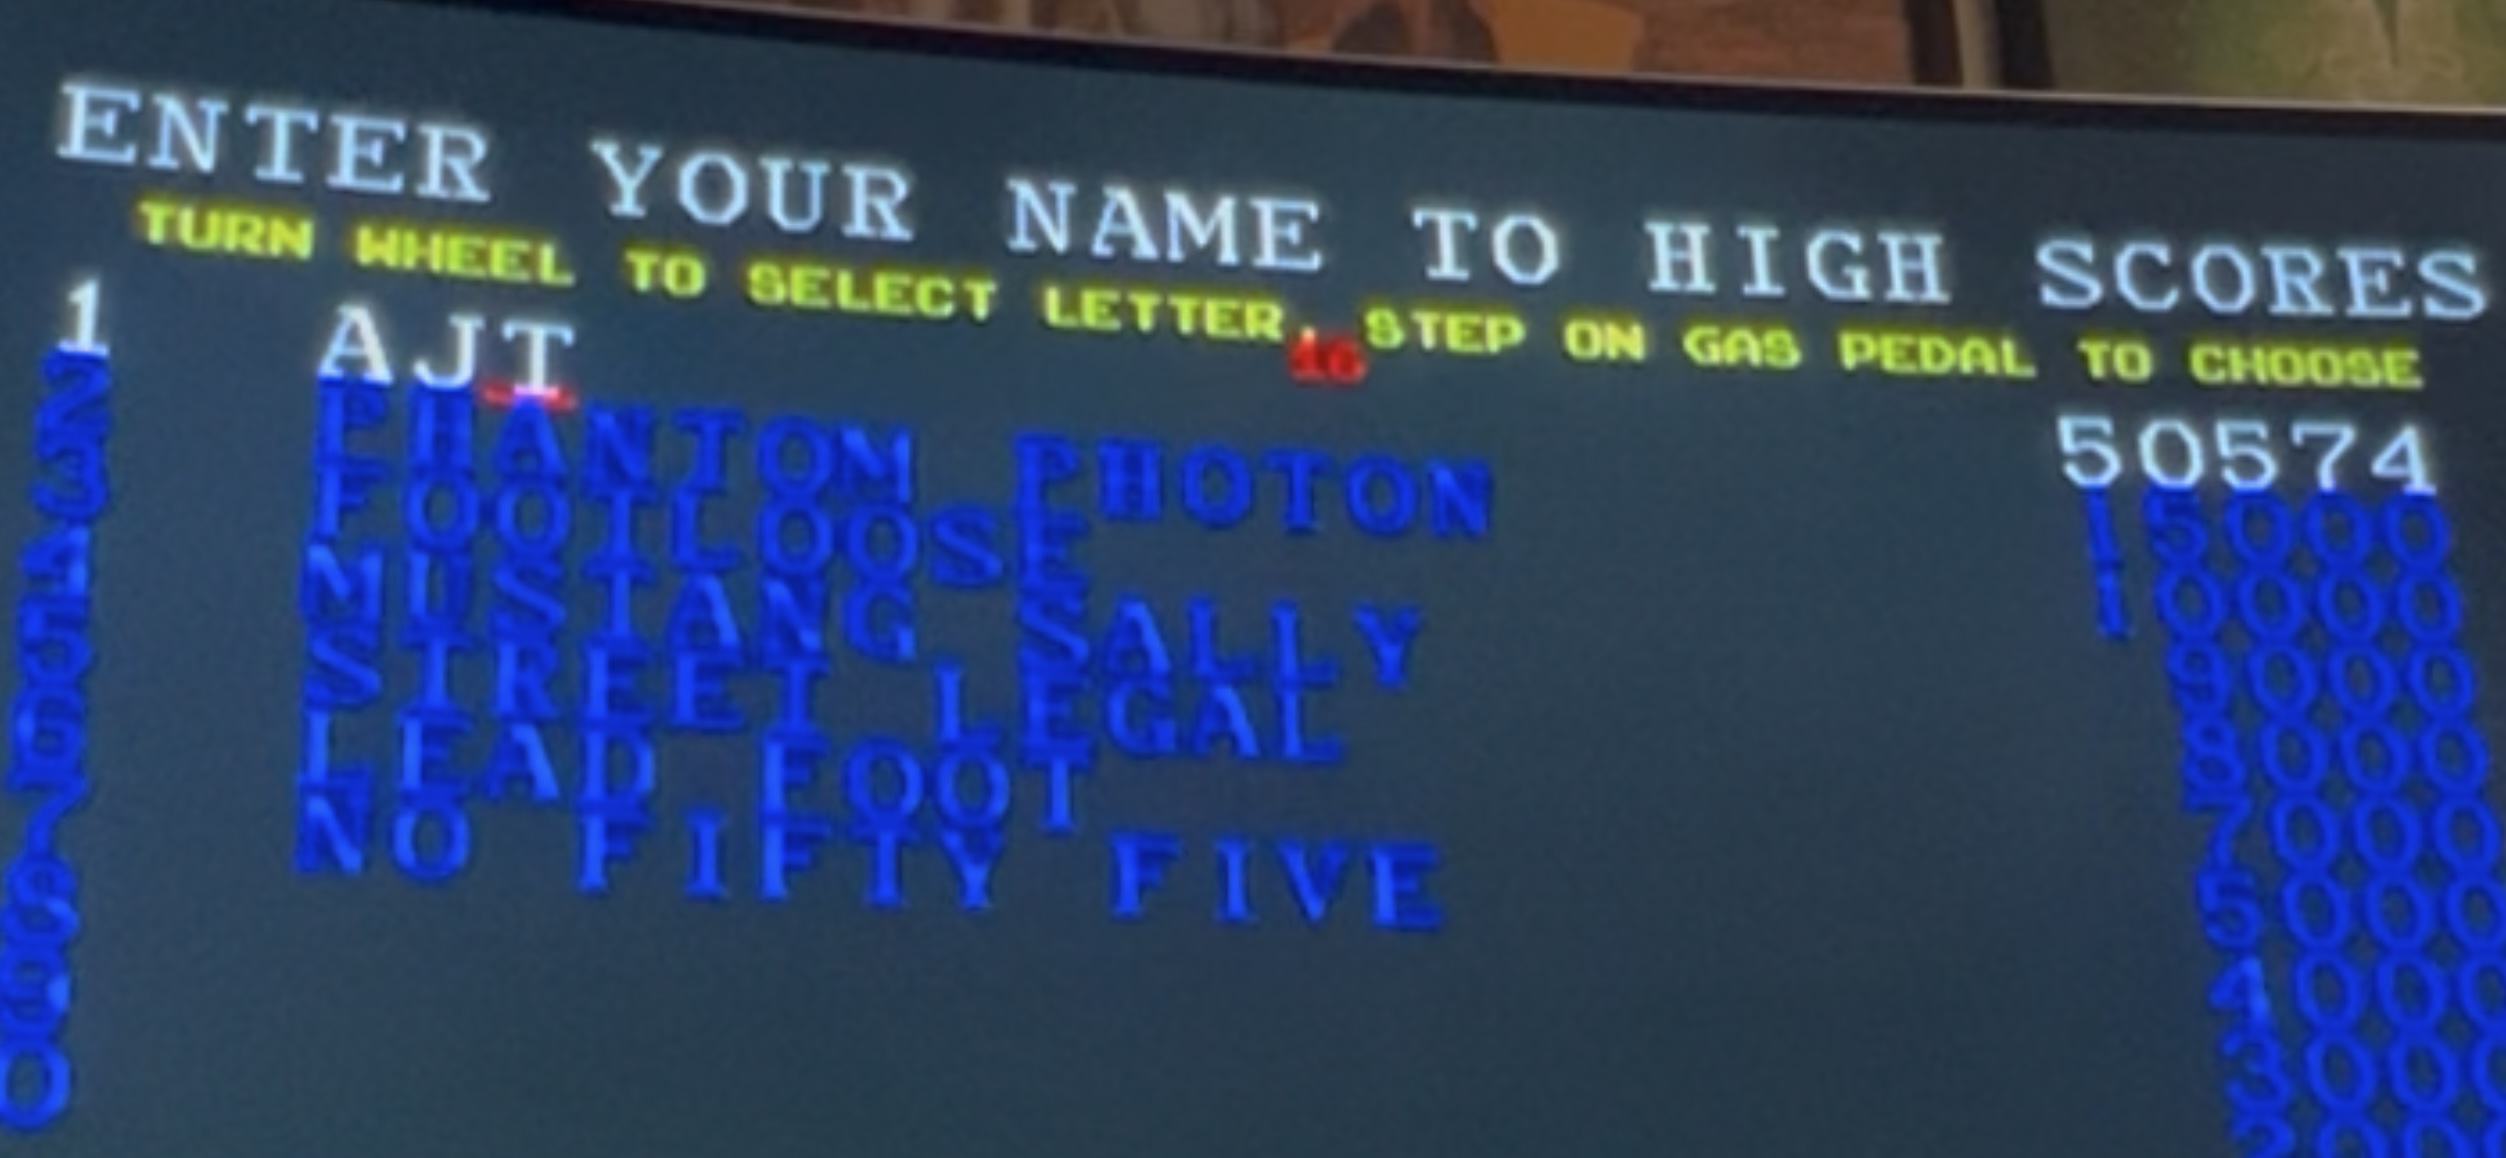 ENTER YOUR NAME TO HIGH SCORES
TURN WHEEL TO SELECT LETTER, STEP ON GAS PEDAL TO CHOOSE
16
1 AJT 50574
2 PHANTOM PHOTON 15000
3 FOOTLOOSE 10000
4 MUSTANG SALLY 9000
5 STREET LEGAL 8000
6 LEAD FOOT 7000
7 NO FIFTY FIVE 5000
8 4000
9 3000
0